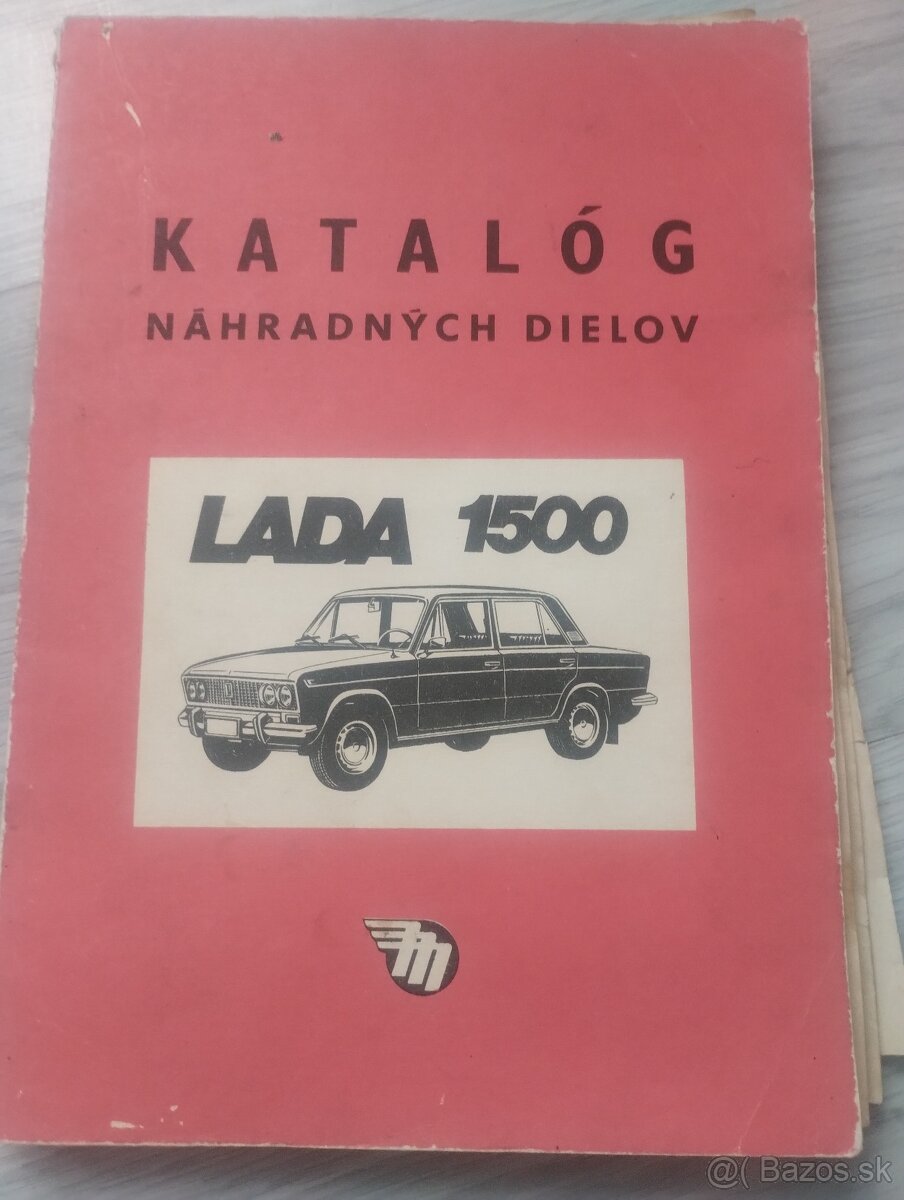 KATALÓG
NÁHRADNÝCH DIELOV
LADA 1500
m
@( Bazos.sk